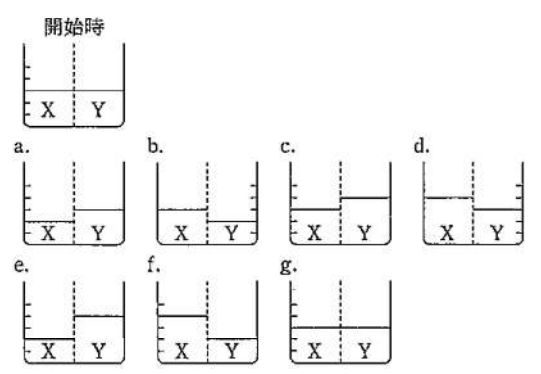 開始時
X Y
a. b. c. d.
X Y X Y X Y X Y
e. f. g.
X Y X Y X Y